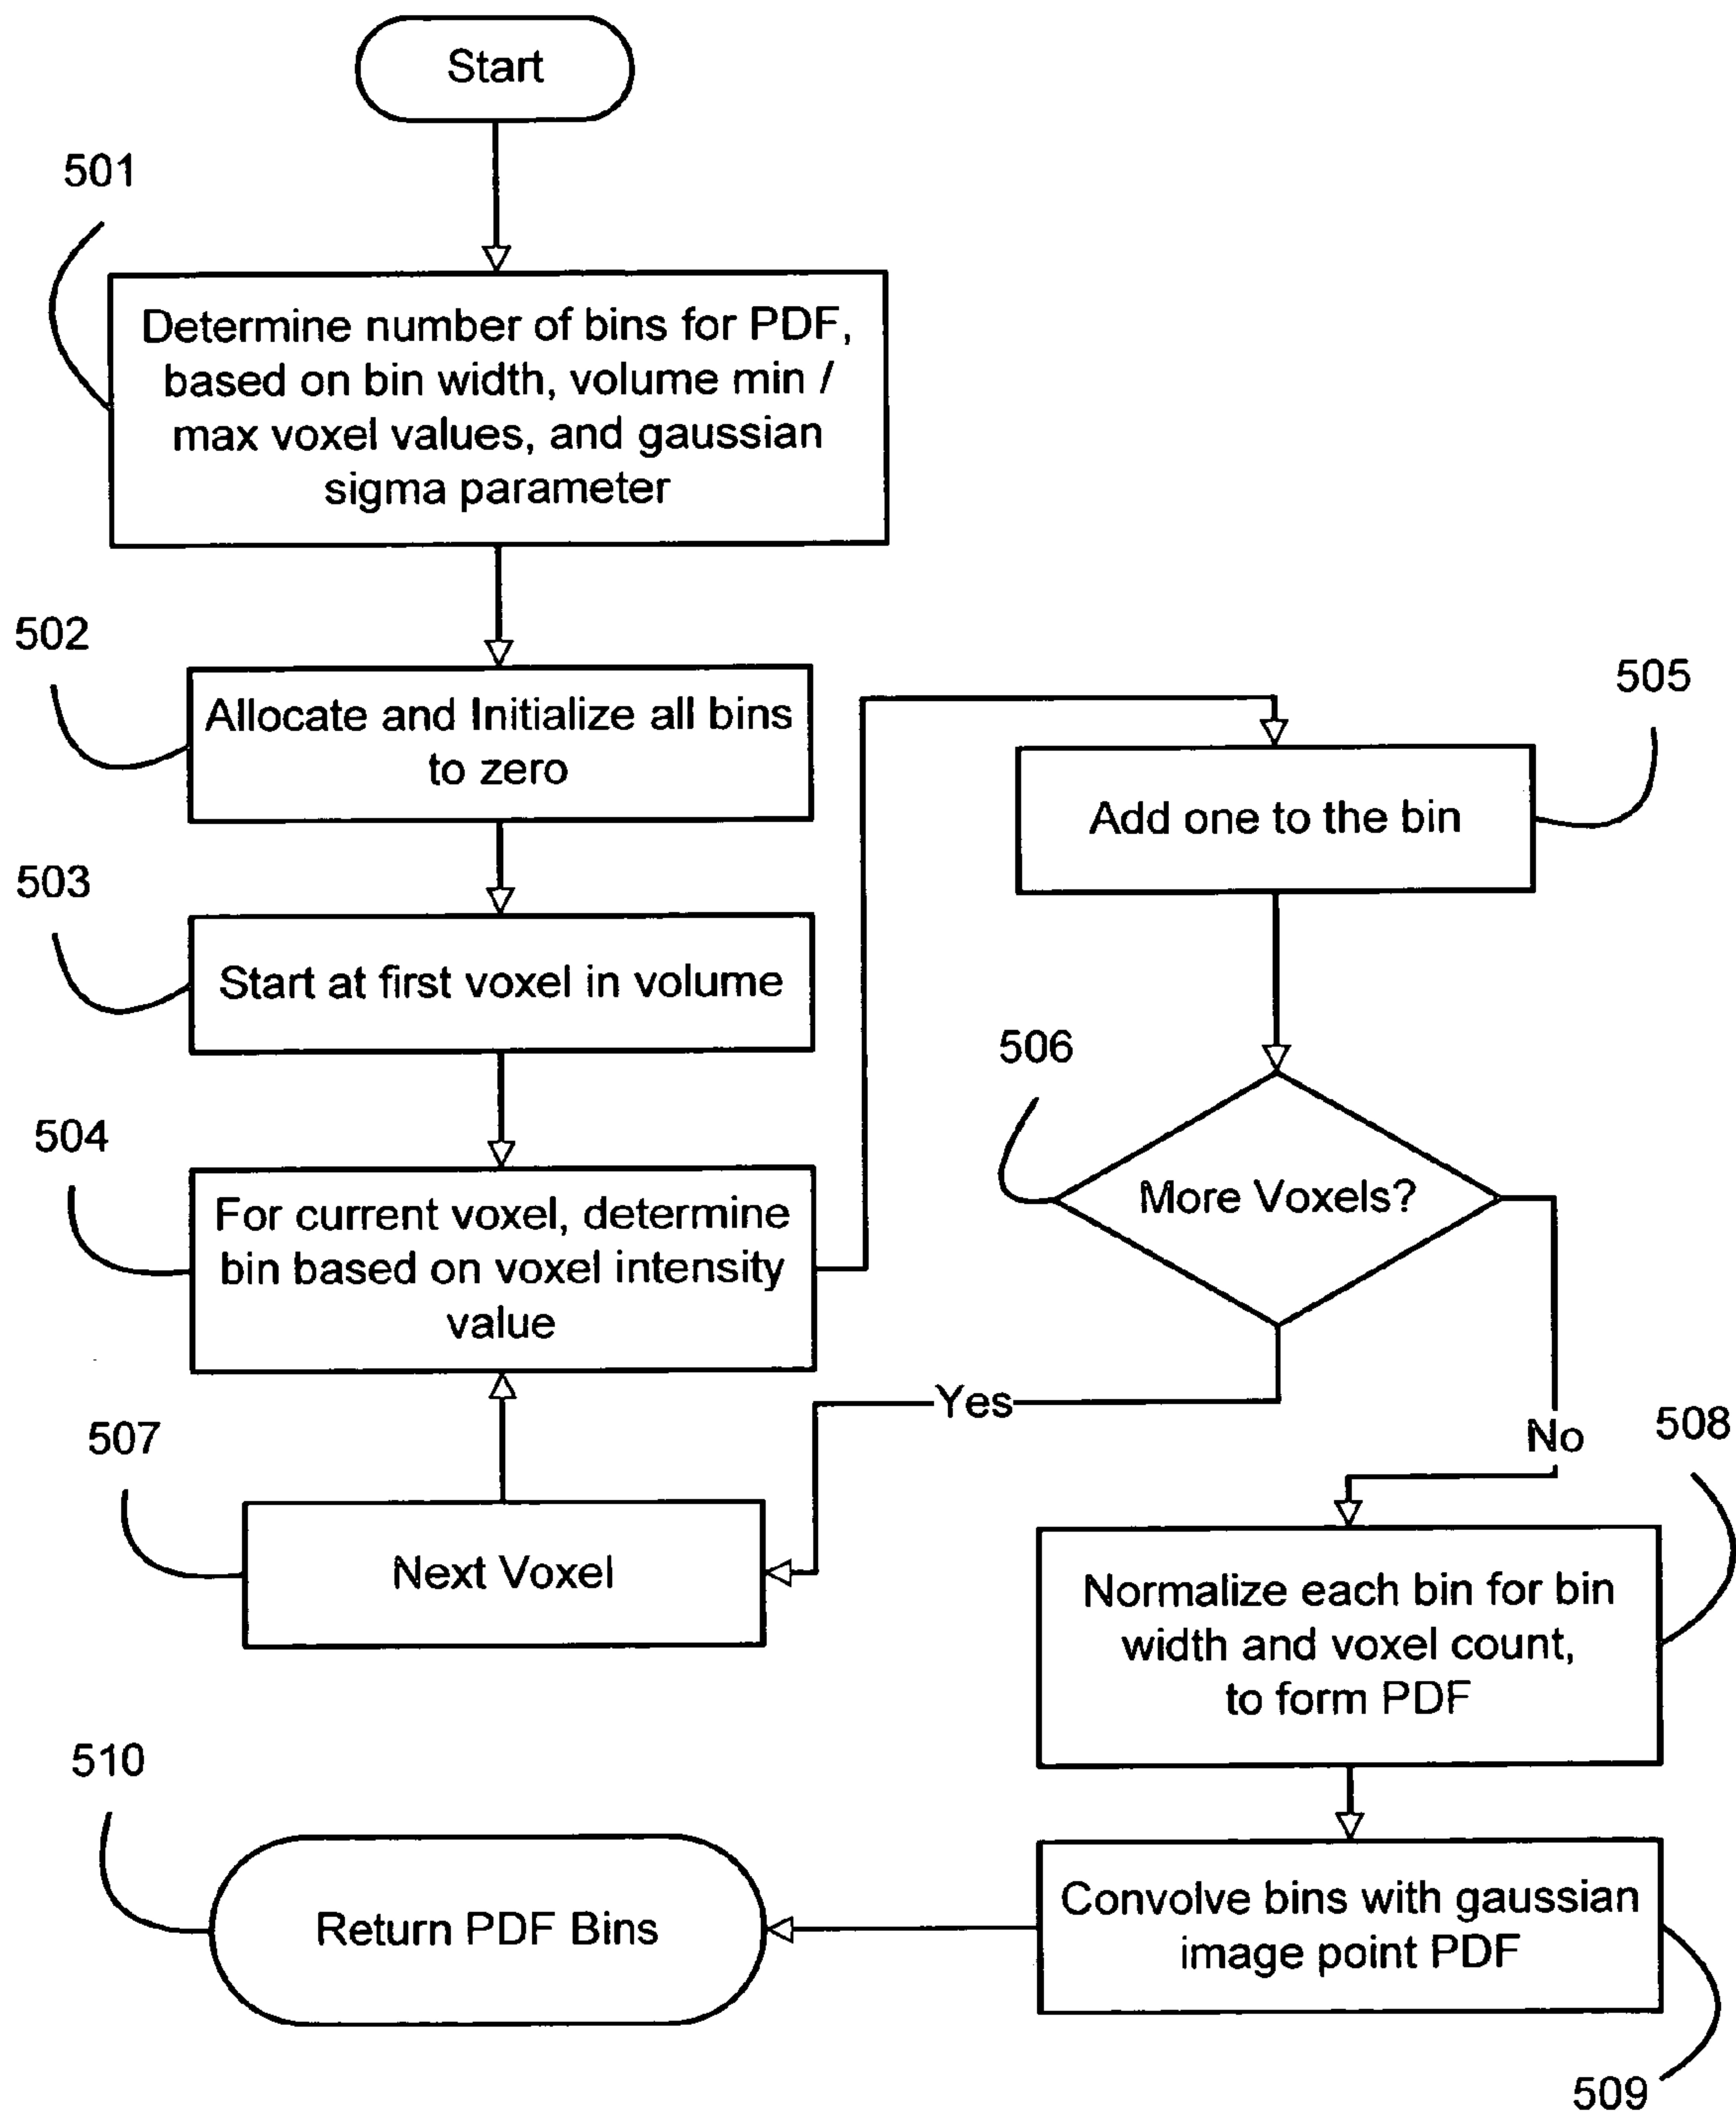 Start
501
Determine number of bins for PDF,
based on bin width, volume min /
max voxel values, and gaussian
sigma parameter
502
Allocate and Initialize all bins
to zero
503
Start at first voxel in volume
504
For current voxel, determine
bin based on voxel intensity
value
505
Add one to the bin
506
More Voxels?
Yes
No
507
Next Voxel
508
Normalize each bin for bin
width and voxel count,
to form PDF
509
Convolve bins with gaussian
image point PDF
510
Return PDF Bins